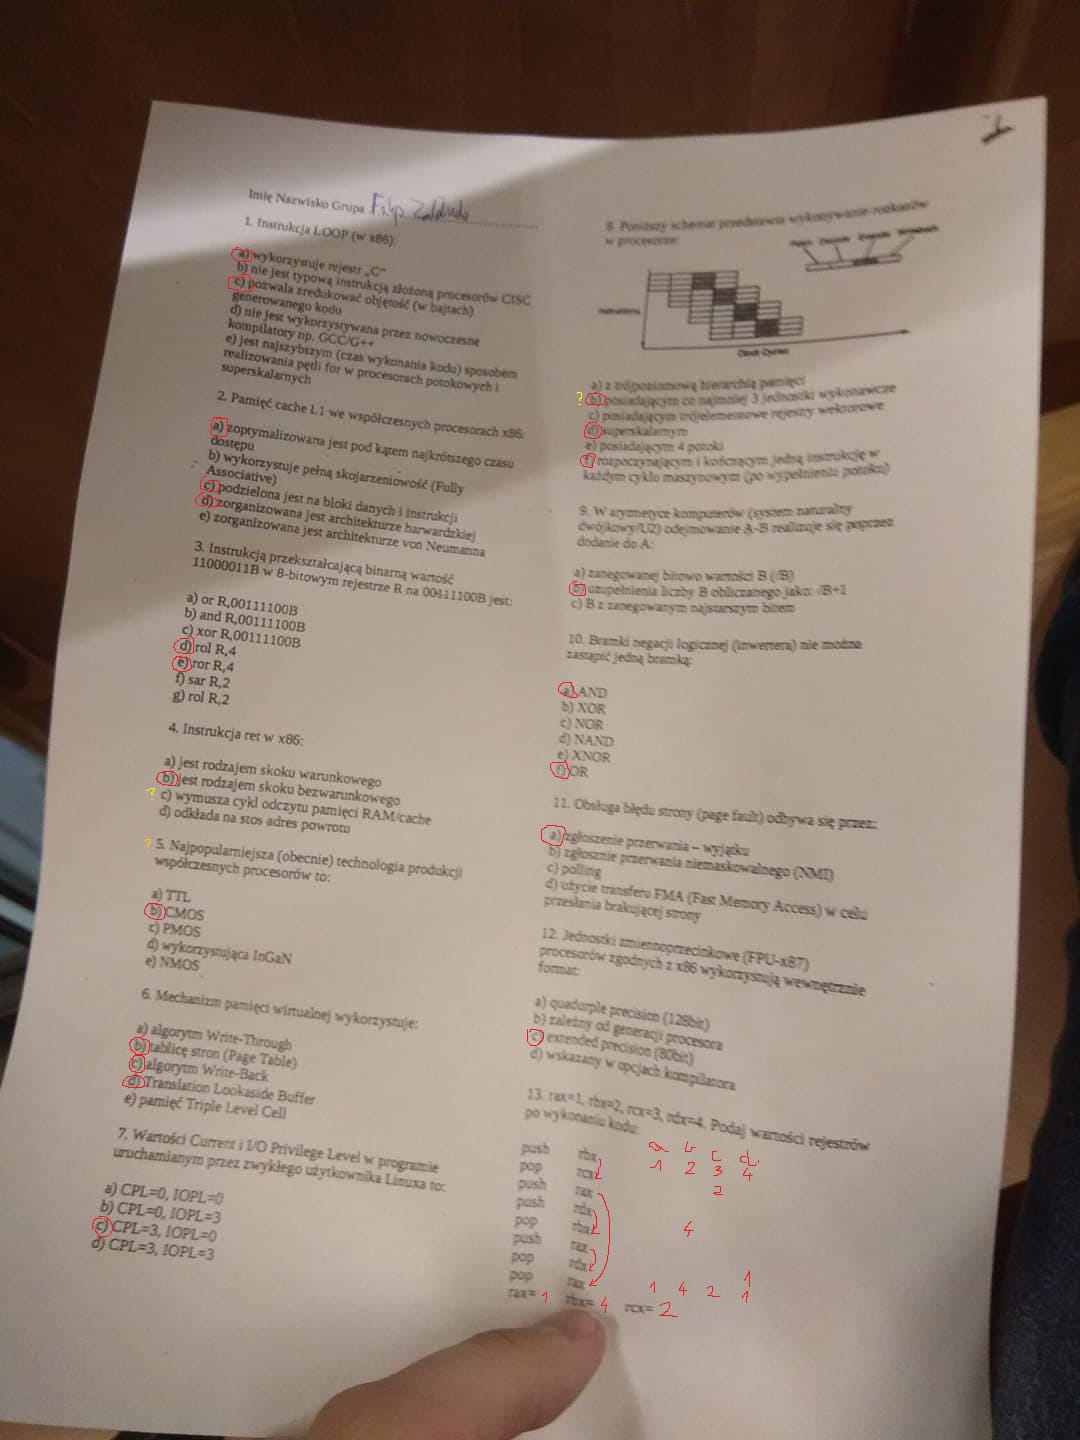 Imię Nazwisko Grupa Filip
1. Instrukcja LOOP (w x86):
a) wykorzystuje rejestr „C"
b) nie jest typową instrukcją złożoną procesorów CISC
c) pozwala zredukować objętość (w bajtach)
generowanego kodu
d) nie jest wykorzystywana przez nowoczesne
kompilatory np. GCC/G++
e) jest najszybszym (czas wykonania kodu) sposobem
realizowania pętli for w procesorach potokowych i
superskalarnych
2. Pamięć cache L1 we współczesnych procesorach x86:
a) zoptymalizowana jest pod kątem najkrótszego czasu
dostępu
b) wykorzystuje pełną skojarzeniowość (Fully
Associative)
c) podzielona jest na bloki danych i instrukcji
d) zorganizowana jest architekturze harwardzkiej
e) zorganizowana jest architekturze von Neumanna
3. Instrukcją przekształcającą binarną wartość
11000011B w 8-bitowym rejestrze R na 00111100B jest:
a) or R,00111100B
b) and R,00111100B
c) xor R,00111100B
d) rol R,4
e) ror R,4
f) sar R,2
g) rol R,2
4. Instrukcja ret w x86:
a) jest rodzajem skoku warunkowego
b) jest rodzajem skoku bezwarunkowego
? c) wymusza cykl odczytu pamięci RAM/cache
d) odkłada na stos adres powrotu
? 5. Najpopularniejsza (obecnie) technologia produkcji
współczesnych procesorów to:
a) TTL
b) CMOS
c) PMOS
d) wykorzystująca InGaN
e) NMOS
6. Mechanizm pamięci wirtualnej wykorzystuje:
a) algorytm Write-Through
b) tablicę stron (Page Table)
c) algorytm Write-Back
d) Translation Lookaside Buffer
e) pamięć Triple Level Cell
7. Wartości Current i I/O Privilege Level w programie
uruchamianym przez zwykłego użytkownika Linuxa to:
a) CPL=0, IOPL=0
b) CPL=0, IOPL=3
c) CPL=3, IOPL=0
d) CPL=3, IOPL=3
8. Poniższy schemat przedstawia wykonywanie rozkazów
w procesorze:
Instructions
Clock Cycles
a) z trójpoziomową hierarchią pamięci
? b) posiadającym co najmniej 3 jednostki wykonawcze
c) posiadającym trójelementowe rejestry wektorowe
d) superskalarnym
e) posiadającym 4 potoki
f) rozpoczynającym i kończącym jedną instrukcję w
każdym cyklu maszynowym (po wypełnieniu potoku)
9. W arytmetyce komputerów (system naturalny
dwójkowy/U2) odejmowanie A-B realizuje się poprzez
dodanie do A:
a) zanegowanej bitowo wartości B (/B)
b) uzupełnienia liczby B obliczanego jako: /B+1
c) B z zanegowanym najstarszym bitem
10. Bramki negacji logicznej (inwertera) nie można
zastąpić jedną bramką:
a) AND
b) XOR
c) NOR
d) NAND
e) XNOR
f) OR
11. Obsługa błędu strony (page fault) odbywa się przez:
a) zgłoszenie przerwania – wyjątku
b) zgłosznie przerwania niemaskowalnego (NMI)
c) polling
d) użycie transferu FMA (Fast Memory Access) w celu
przesłania brakującej strony
12. Jednostki zmiennoprzecinkowe (FPU-x87)
procesorów zgodnych z x86 wykorzystują wewnętrznie
format:
a) quadurple precision (128bit)
b) zależny od generacji procesora
c) extended precision (80bit)
d) wskazany w opcjach kompilatora
13. rax=1, rbx=2, rcx=3, rdx=4. Podaj wartości rejestrów
po wykonaniu kodu:
a b c d
push rbx 1 2 3 4
pop rcx 2
push rax
push rdx
pop rbx 4
push rax
pop rdx 1
pop rax 1 4 2 1
rax= 1 rbx= 4 rcx= 2